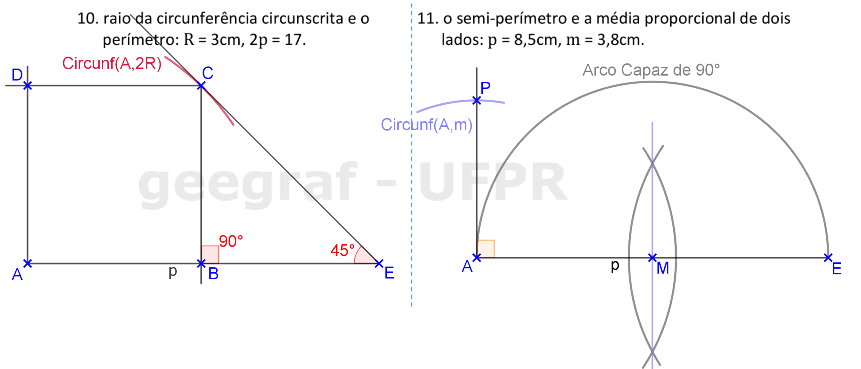 10. raio da circunferência circunscrita e o
perímetro: R = 3cm, 2p = 17.
Circunf(A,2R)
D
C
90°
45°
A
p
B
E
11. o semi-perímetro e a média proporcional de dois
lados: p = 8,5cm, m = 3,8cm.
Arco Capaz de 90°
P
Circunf(A,m)
A
p
M
E
geegraf - UFPR